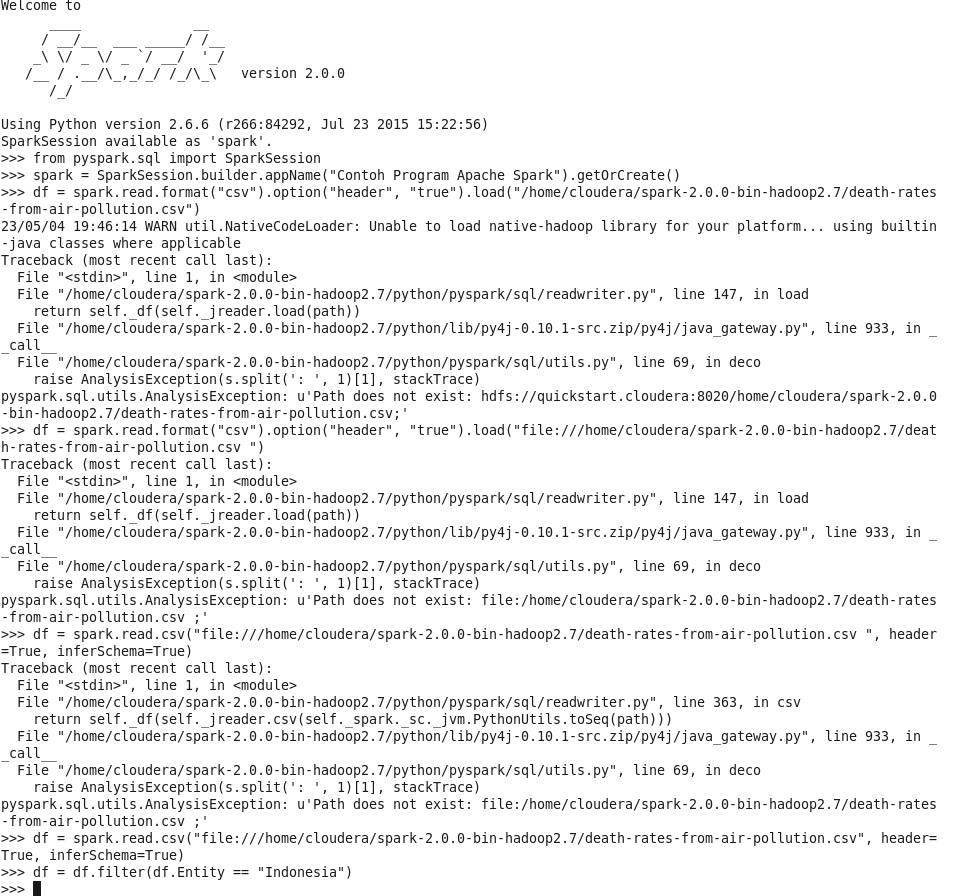 Welcome to
      ____              __
     / __/__  ___ _____/ /__
    _\ \/ _ \/ _ `/ __/  '_/
   /__ / .__/\_,_/_/ /_/\_\   version 2.0.0
      /_/
Using Python version 2.6.6 (r266:84292, Jul 23 2015 15:22:56)
SparkSession available as 'spark'.
>>> from pyspark.sql import SparkSession
>>> spark = SparkSession.builder.appName("Contoh Program Apache Spark").getOrCreate()
>>> df = spark.read.format("csv").option("header", "true").load("/home/cloudera/spark-2.0.0-bin-hadoop2.7/death-rates
-from-air-pollution.csv")
23/05/04 19:46:14 WARN util.NativeCodeLoader: Unable to load native-hadoop library for your platform... using builtin
-java classes where applicable
Traceback (most recent call last):
  File "<stdin>", line 1, in <module>
  File "/home/cloudera/spark-2.0.0-bin-hadoop2.7/python/pyspark/sql/readwriter.py", line 147, in load
    return self._df(self._jreader.load(path))
  File "/home/cloudera/spark-2.0.0-bin-hadoop2.7/python/lib/py4j-0.10.1-src.zip/py4j/java_gateway.py", line 933, in _
_call__
  File "/home/cloudera/spark-2.0.0-bin-hadoop2.7/python/pyspark/sql/utils.py", line 69, in deco
    raise AnalysisException(s.split(': ', 1)[1], stackTrace)
pyspark.sql.utils.AnalysisException: u'Path does not exist: hdfs://quickstart.cloudera:8020/home/cloudera/spark-2.0.0
-bin-hadoop2.7/death-rates-from-air-pollution.csv;'
>>> df = spark.read.format("csv").option("header", "true").load("file:///home/cloudera/spark-2.0.0-bin-hadoop2.7/deat
h-rates-from-air-pollution.csv ")
Traceback (most recent call last):
  File "<stdin>", line 1, in <module>
  File "/home/cloudera/spark-2.0.0-bin-hadoop2.7/python/pyspark/sql/readwriter.py", line 147, in load
    return self._df(self._jreader.load(path))
  File "/home/cloudera/spark-2.0.0-bin-hadoop2.7/python/lib/py4j-0.10.1-src.zip/py4j/java_gateway.py", line 933, in _
_call__
  File "/home/cloudera/spark-2.0.0-bin-hadoop2.7/python/pyspark/sql/utils.py", line 69, in deco
    raise AnalysisException(s.split(': ', 1)[1], stackTrace)
pyspark.sql.utils.AnalysisException: u'Path does not exist: file:/home/cloudera/spark-2.0.0-bin-hadoop2.7/death-rates
-from-air-pollution.csv ;'
>>> df = spark.read.csv("file:///home/cloudera/spark-2.0.0-bin-hadoop2.7/death-rates-from-air-pollution.csv ", header
=True, inferSchema=True)
Traceback (most recent call last):
  File "<stdin>", line 1, in <module>
  File "/home/cloudera/spark-2.0.0-bin-hadoop2.7/python/pyspark/sql/readwriter.py", line 363, in csv
    return self._df(self._jreader.csv(self._spark._sc._jvm.PythonUtils.toSeq(path)))
  File "/home/cloudera/spark-2.0.0-bin-hadoop2.7/python/lib/py4j-0.10.1-src.zip/py4j/java_gateway.py", line 933, in _
_call__
  File "/home/cloudera/spark-2.0.0-bin-hadoop2.7/python/pyspark/sql/utils.py", line 69, in deco
    raise AnalysisException(s.split(': ', 1)[1], stackTrace)
pyspark.sql.utils.AnalysisException: u'Path does not exist: file:/home/cloudera/spark-2.0.0-bin-hadoop2.7/death-rates
-from-air-pollution.csv ;'
>>> df = spark.read.csv("file:///home/cloudera/spark-2.0.0-bin-hadoop2.7/death-rates-from-air-pollution.csv", header=
True, inferSchema=True)
>>> df = df.filter(df.Entity == "Indonesia")
>>>